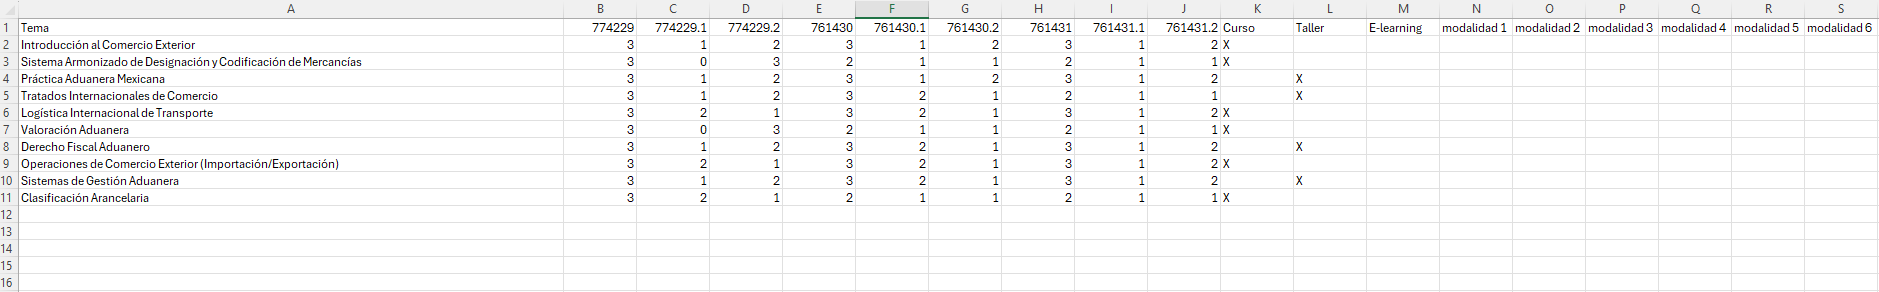 A B C D E F G H I J K L M N O P Q R S
1 Tema 774229 774229.1 774229.2 761430 761430.1 761430.2 761431 761431.1 761431.2 Curso Taller E-learning modalidad 1 modalidad 2 modalidad 3 modalidad 4 modalidad 5 modalidad 6
2 Introducción al Comercio Exterior 3 1 2 3 1 2 3 1 2 X
3 Sistema Armonizado de Designación y Codificación de Mercancías 3 0 3 2 1 1 2 1 1 X
4 Práctica Aduanera Mexicana 3 1 2 3 1 2 3 1 2 X
5 Tratados Internacionales de Comercio 3 1 2 3 2 1 2 1 1 X
6 Logística Internacional de Transporte 3 2 1 3 2 1 3 1 2 X
7 Valoración Aduanera 3 0 3 2 1 1 2 1 1 X
8 Derecho Fiscal Aduanero 3 1 2 3 2 1 3 1 2 X
9 Operaciones de Comercio Exterior (Importación/Exportación) 3 2 1 3 2 1 3 1 2 X
10 Sistemas de Gestión Aduanera 3 1 2 3 2 1 3 1 2 X
11 Clasificación Arancelaria 3 2 1 2 1 1 2 1 1 X
12
13
14
15
16